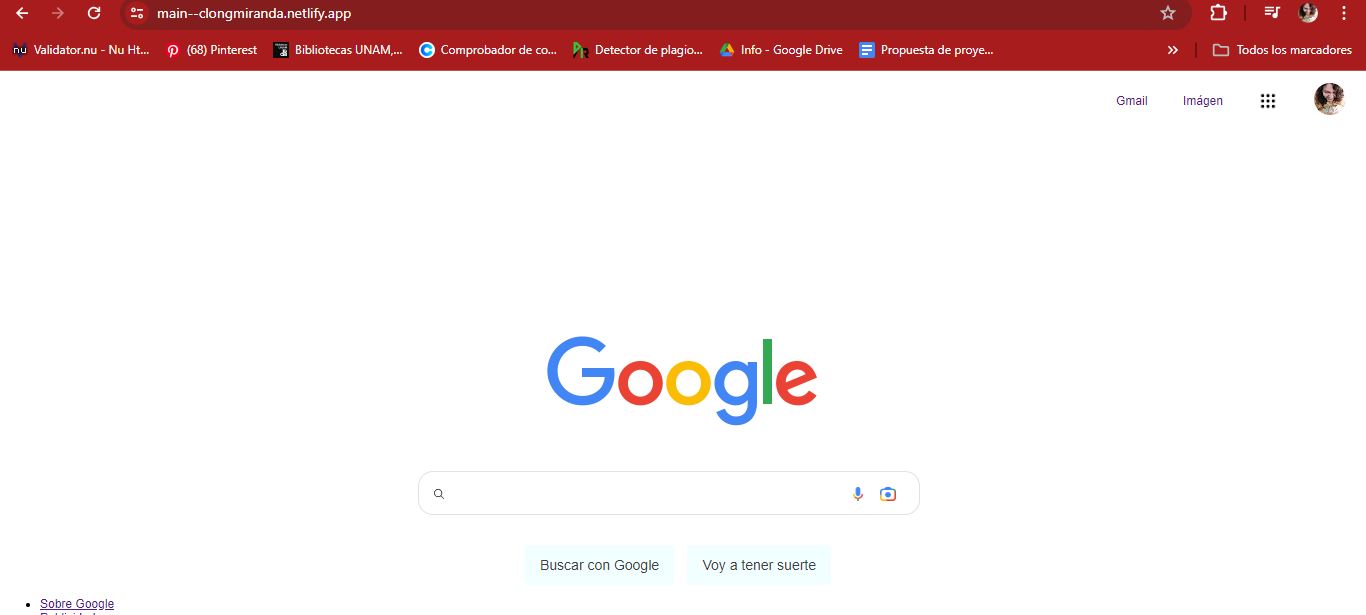 main--clongmiranda.netlify.app
nu Validator.nu - Nu Ht... (68) Pinterest Bibliotecas UNAM,... Comprobador de co... Detector de plagio... Info - Google Drive Propuesta de proye... » Todos los marcadores
Gmail Imágen
Google
Buscar con Google Voy a tener suerte
Sobre Google